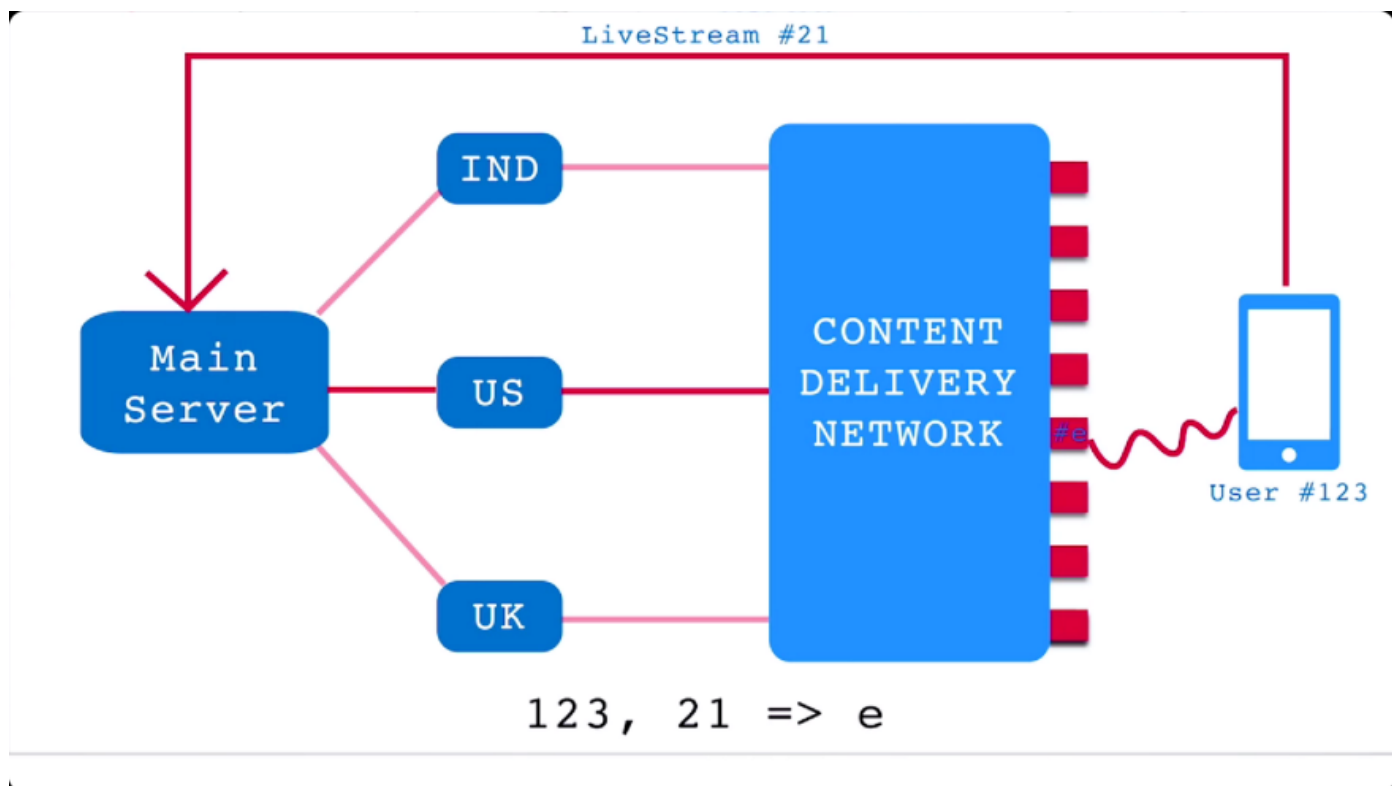 LiveStream #21
IND
Main
Server
US
UK
CONTENT
DELIVERY
NETWORK
#e
User #123
123, 21 => e